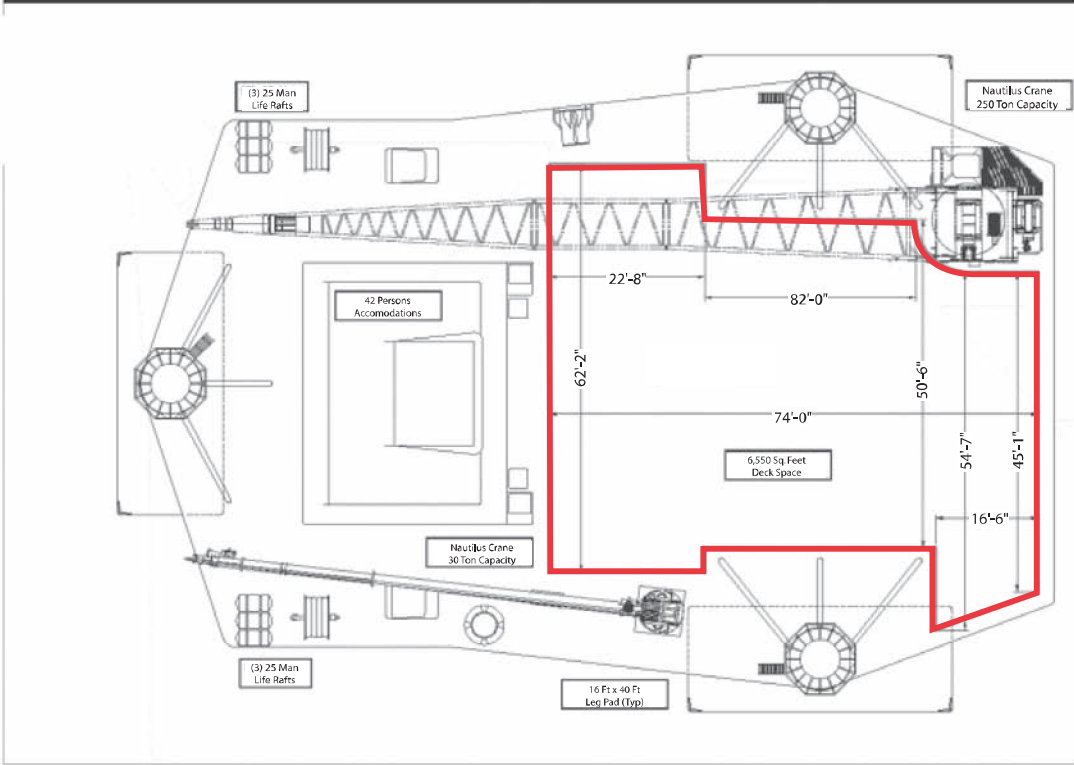 (3) 25 Man
Life Rafts
Nautilus Crane
250 Ton Capacity
22'-8"
82'-0"
42 Persons
Accomodations
62'-2"
50'-6"
74'-0"
54'-7"
45'-1"
6,550 Sq. Feet
Deck Space
16'-6"
Nautilus Crane
30 Ton Capacity
(3) 25 Man
Life Rafts
16 Ft x 40 Ft
Leg Pad (Typ)